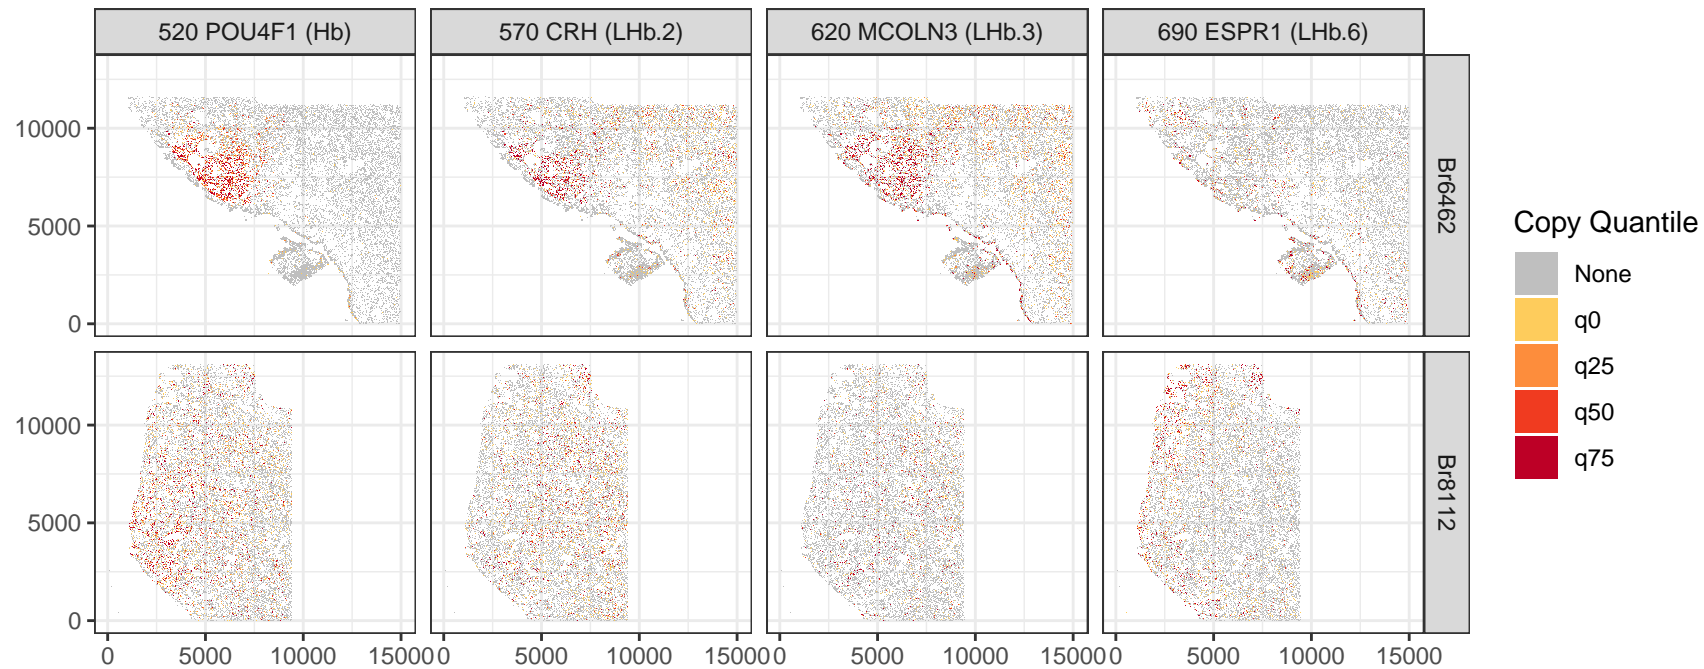 520 POU4F1 (Hb)
570 CRH (LHb.2)
620 MCOLN3 (LHb.3)
690 ESPR1 (LHb.6)
10000
5000
0
Br6462
10000
5000
0
Br8112
0 5000 10000 15000
0 5000 10000 15000
0 5000 10000 15000
0 5000 10000 15000
Copy Quantile
None
q0
q25
q50
q75